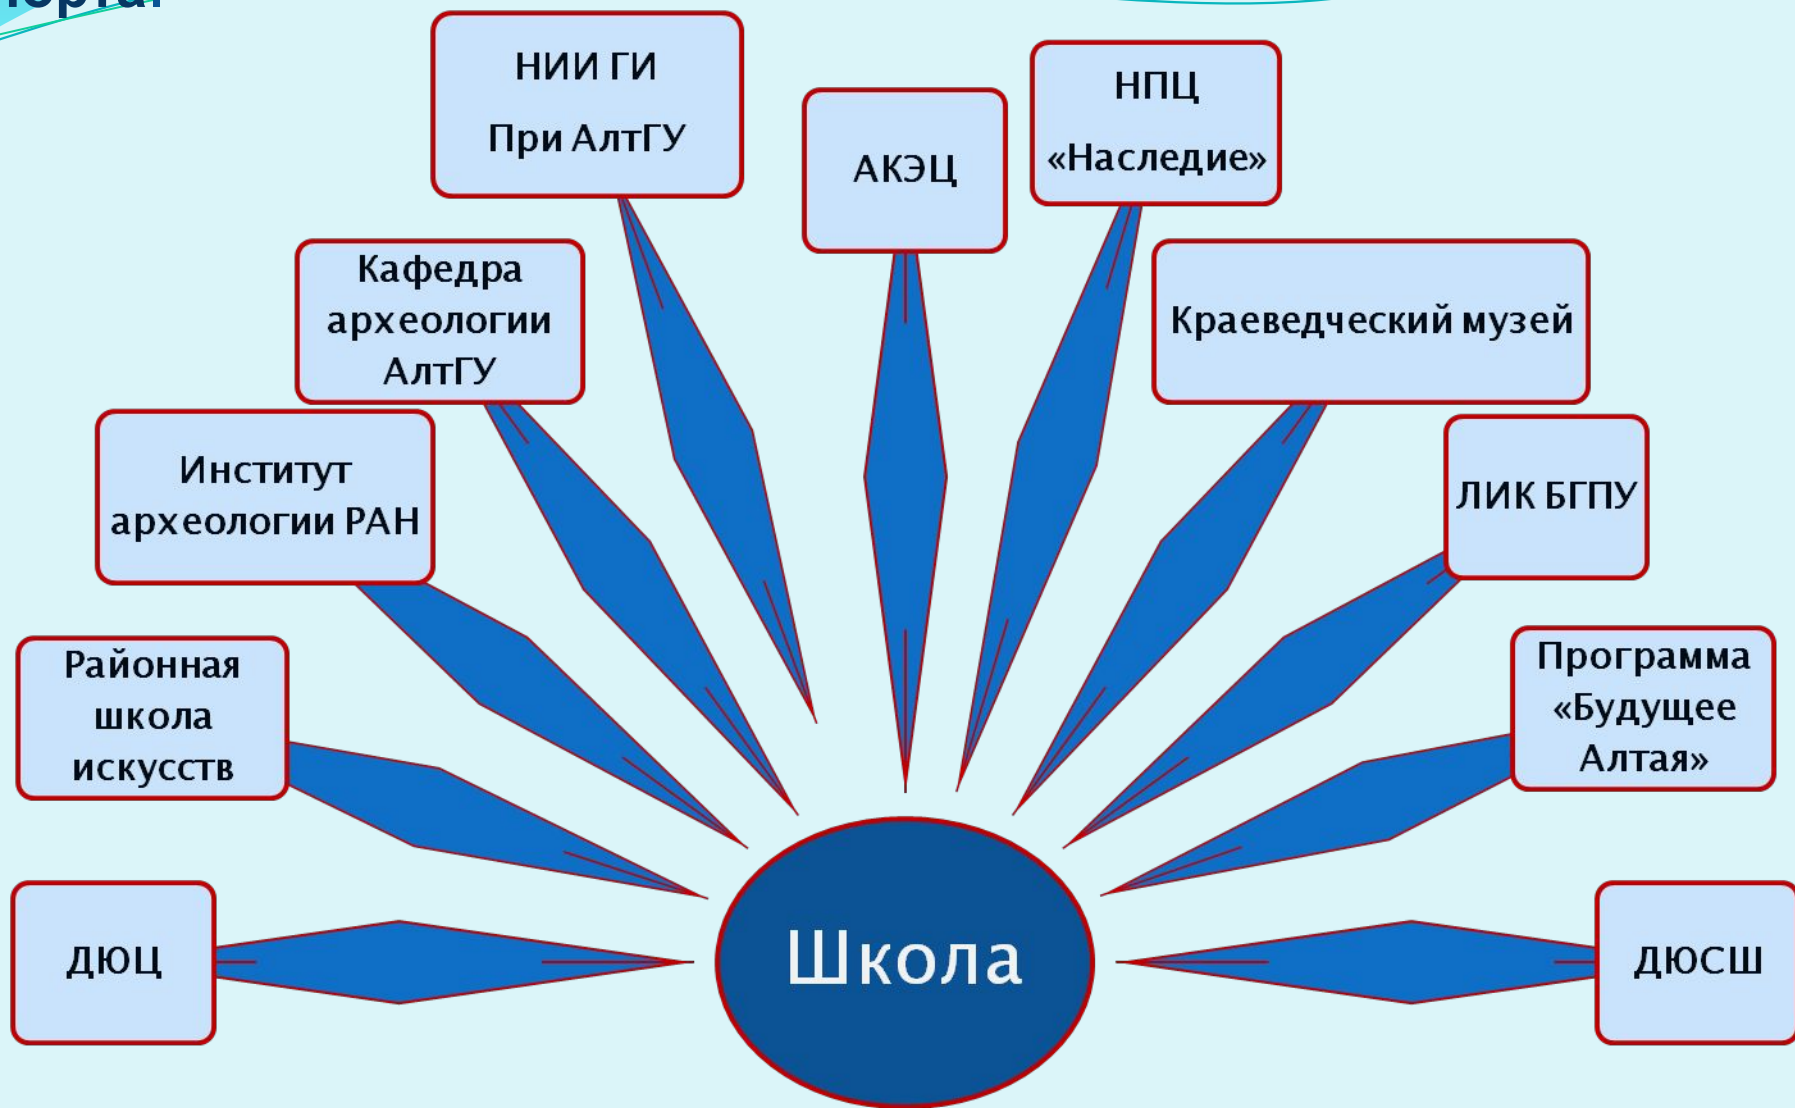 НИИ ГИ
При АлтГУ
АКЭЦ
НПЦ
«Наследие»
Кафедра
археологии
АлтГУ
Краеведческий музей
Институт
археологии РАН
ЛИК БГПУ
Районная
школа
искусств
Программа
«Будущее
Алтая»
ДЮЦ
Школа
ДЮСШ